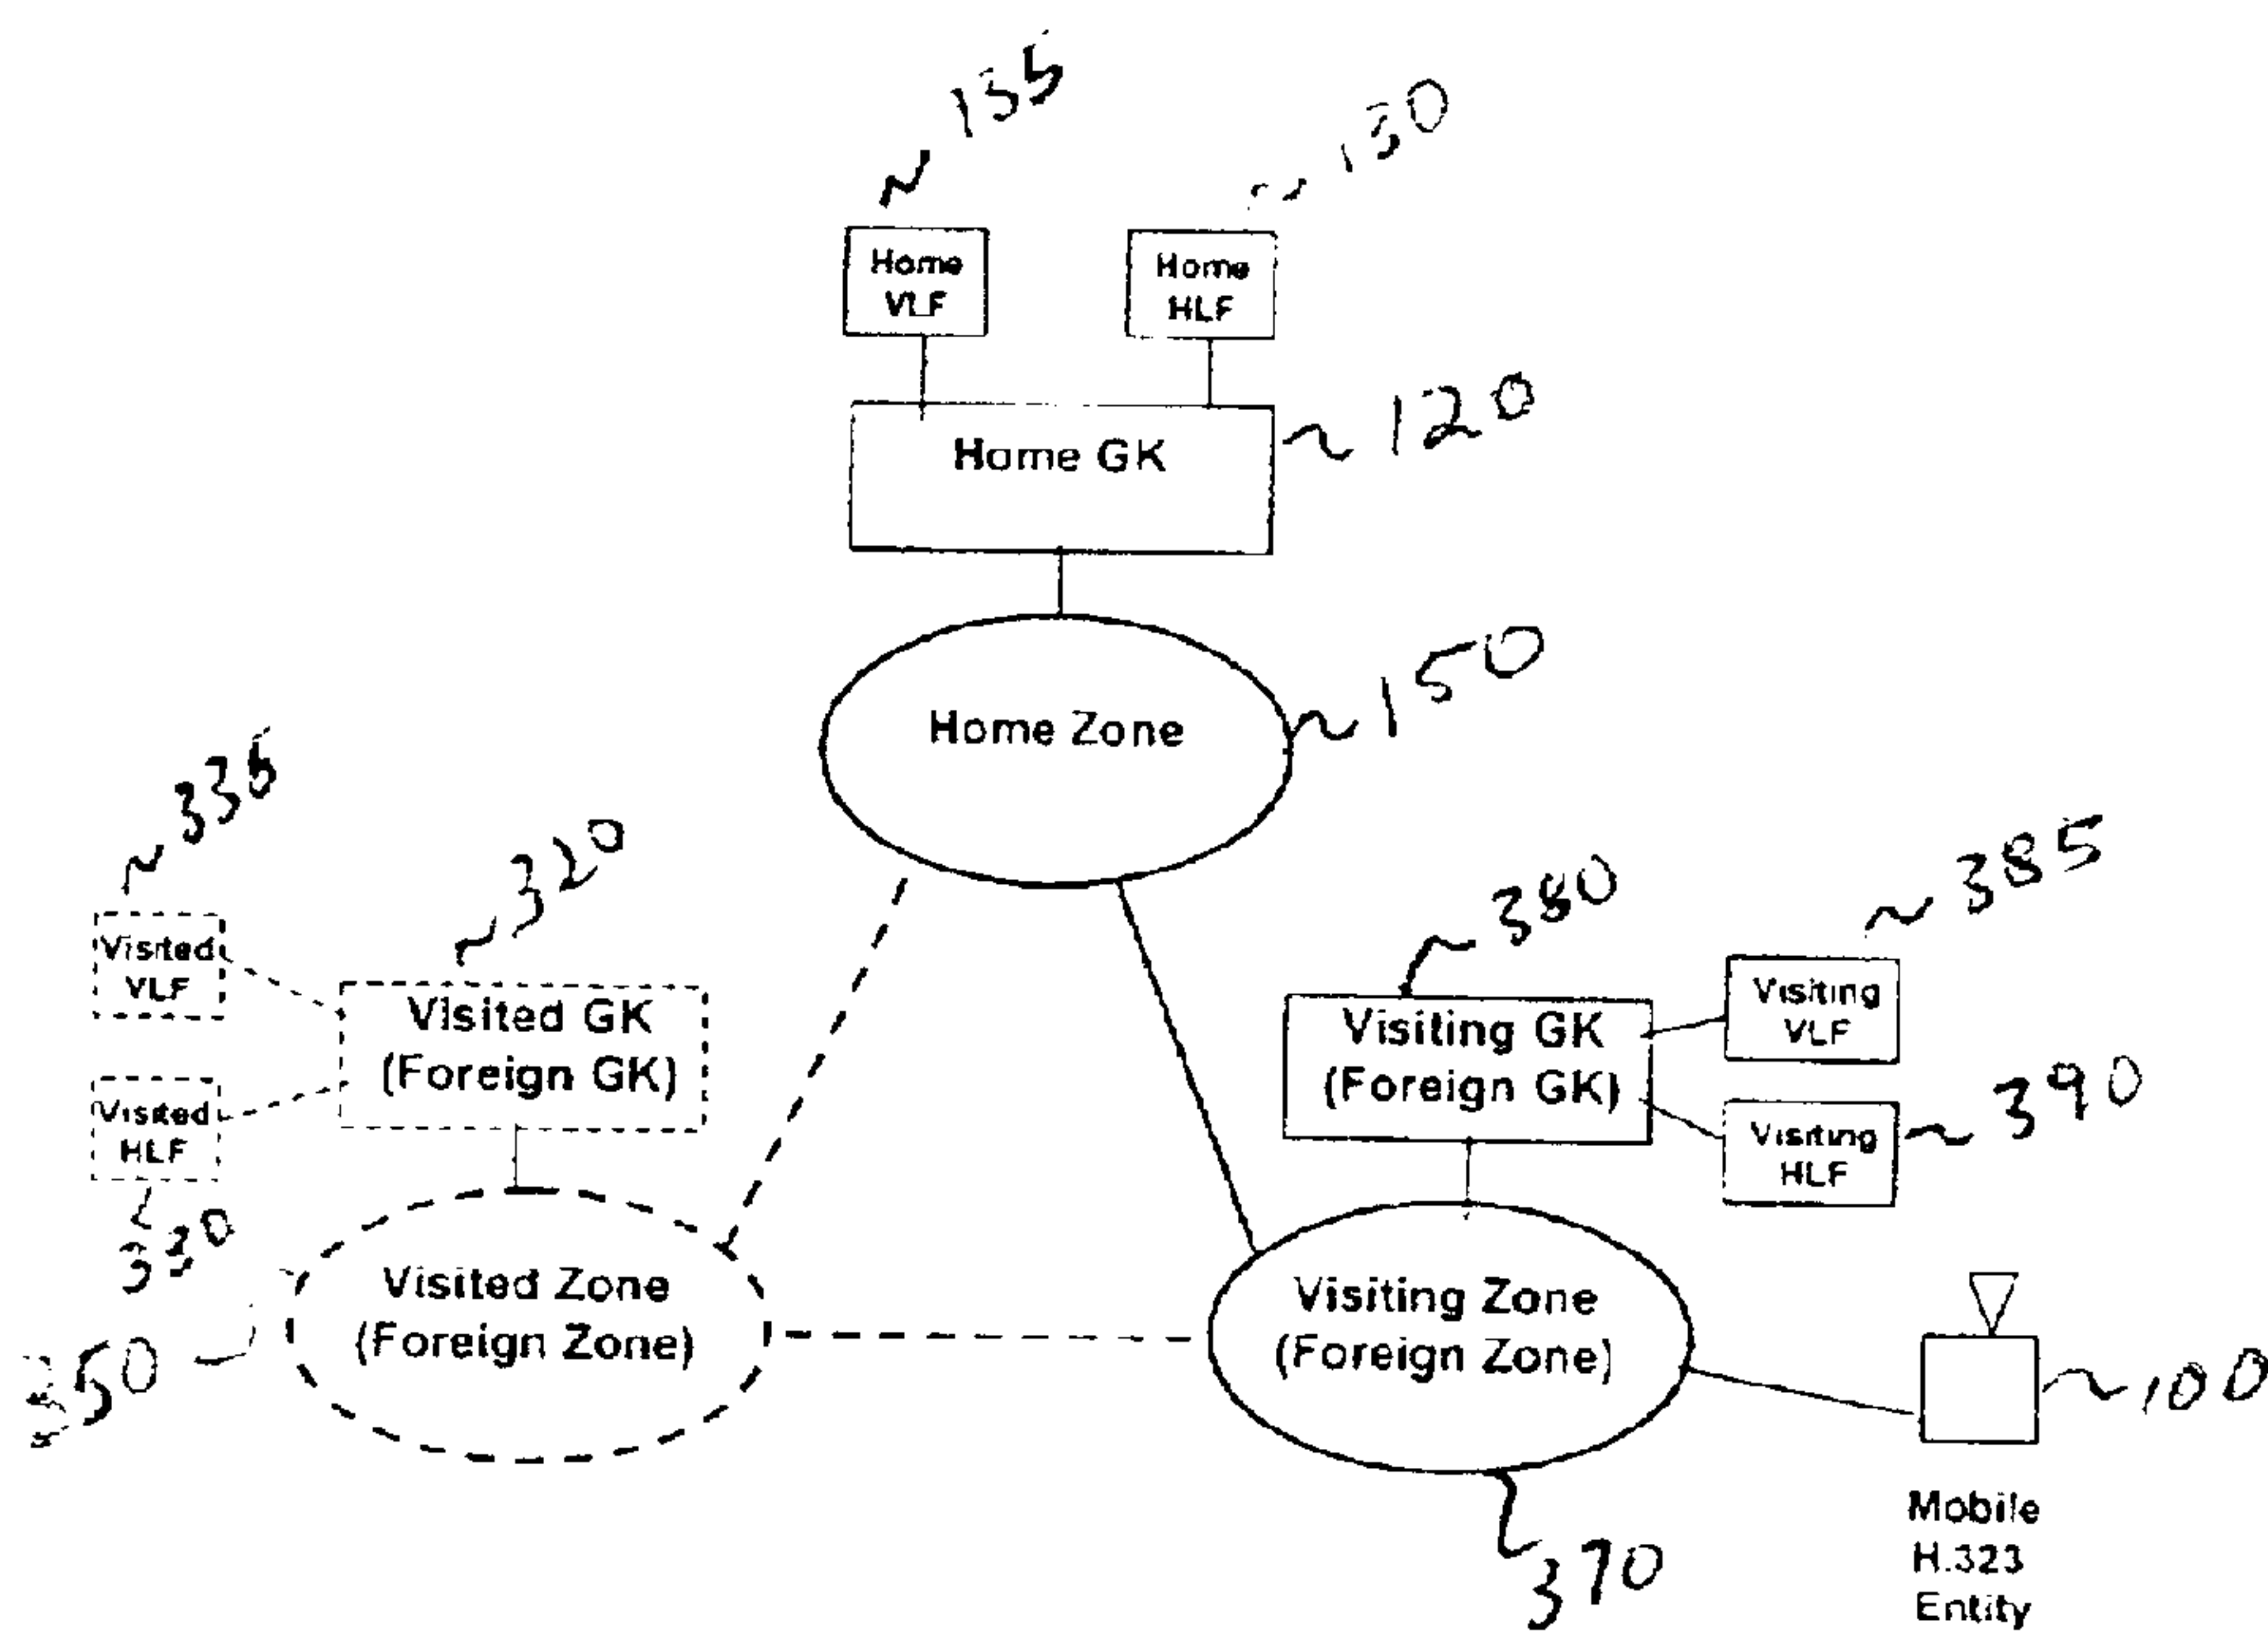 155
130
Home
VLF
Home
HLF
120
Home GK
150
Home Zone
335
320
380
385
Visited
VLF
Visited GK
(Foreign GK)
Visiting GK
(Foreign GK)
Visiting
VLF
390
Visited
HLF
Visiting
HLF
330
Visited Zone
(Foreign Zone)
Visiting Zone
(Foreign Zone)
350
100
370
Mobile
H.323
Entity